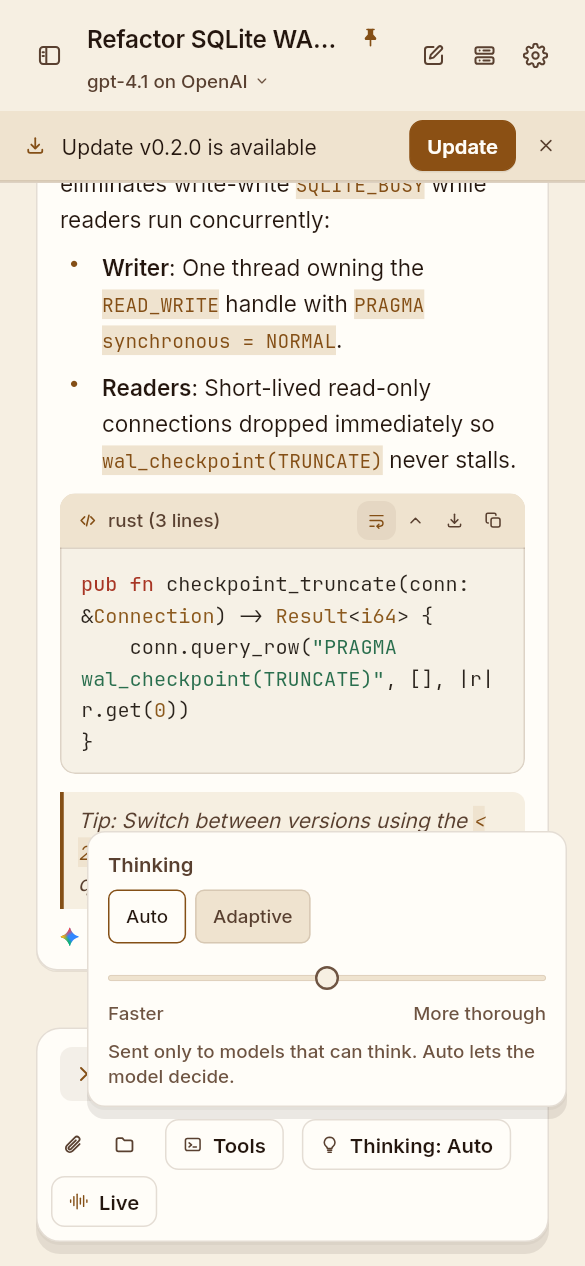 Refactor SQLite WA...
gpt-4.1 on OpenAI
Update v0.2.0 is available
Update
eliminates write-write SQLITE_BUSY while
readers run concurrently:
• Writer: One thread owning the
READ_WRITE handle with PRAGMA
synchronous = NORMAL.
• Readers: Short-lived read-only
connections dropped immediately so
wal_checkpoint(TRUNCATE) never stalls.
rust (3 lines)
pub fn checkpoint_truncate(conn:
&Connection) -> Result<i64> {
conn.query_row("PRAGMA
wal_checkpoint(TRUNCATE)", [], |r|
r.get(0))
}
Tip: Switch between versions using the <
Thinking
Auto
Adaptive
Faster
More thorough
Sent only to models that can think. Auto lets the
model decide.
Tools
Thinking: Auto
Live